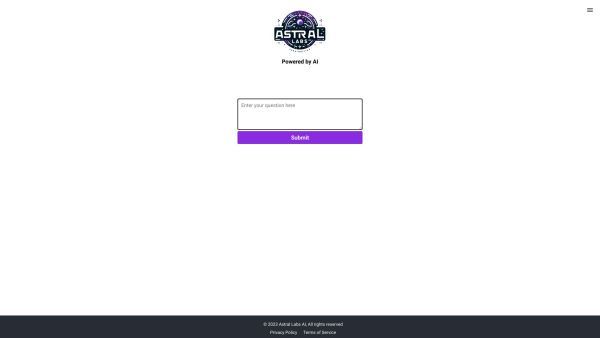 ASTRAL
LABS
Powered by Ai
Enter your question here
Submit
© 2023 Astral Labs AI, All rights reserved
Privacy Policy Terms of Service